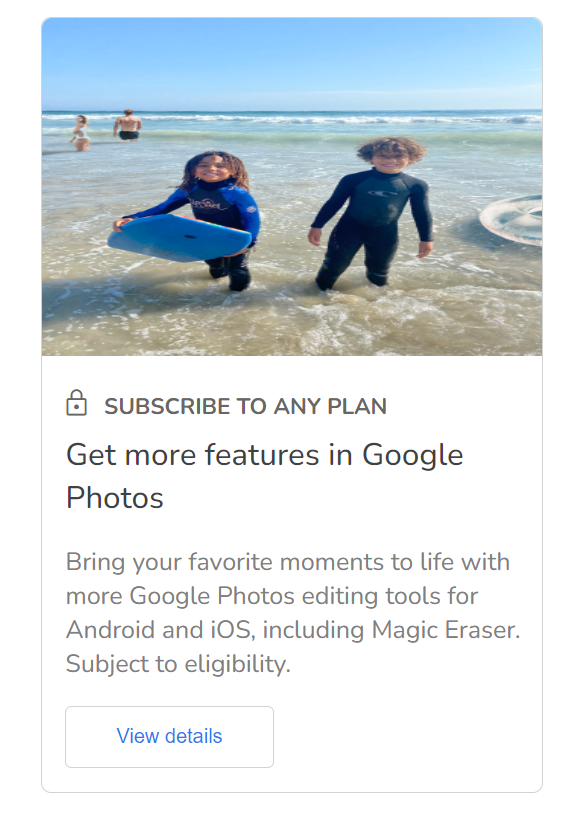 SUBSCRIBE TO ANY PLAN
Get more features in Google
Photos
Bring your favorite moments to life with
more Google Photos editing tools for
Android and iOS, including Magic Eraser.
Subject to eligibility.
View details